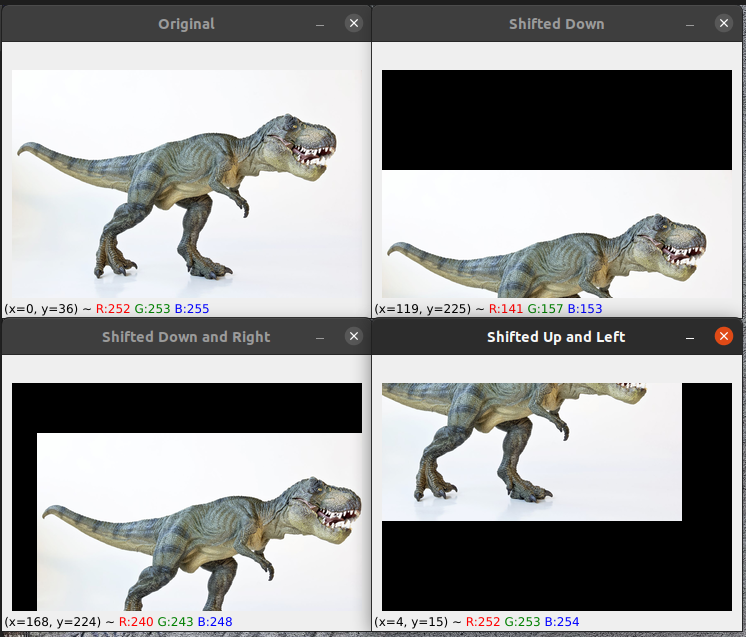 Original
(x=0, y=36) ~ R:252 G:253 B:255
Shifted Down
(x=119, y=225) ~ R:141 G:157 B:153
Shifted Down and Right
(x=168, y=224) ~ R:240 G:243 B:248
Shifted Up and Left
(x=4, y=15) ~ R:252 G:253 B:254